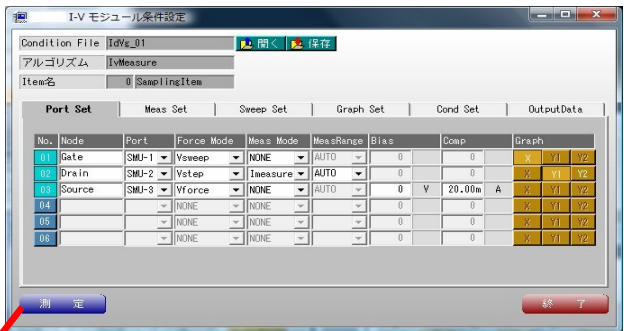 I-V モジュール条件設定
Condition File IdVg_01 開く 保存
アルゴリズム IvMeasure
Item名 0 SamplingItem
Port Set Meas Set Sweep Set Graph Set Cond Set OutputData
No. Node Port Force Mode Meas Mode MeasRange Bias Comp Graph
01 Gate SMU-1 Vsweep NONE AUTO 0 0 X Y1 Y2
02 Drain SMU-2 Vstep Imeasure AUTO 0 0 X Y1 Y2
03 Source SMU-3 Vforce NONE AUTO 0 V 20.00m A X Y1 Y2
04 NONE NONE 0 0 X Y1 Y2
05 NONE NONE 0 0 X Y1 Y2
06 NONE NONE 0 0 X Y1 Y2
測 定 終 了